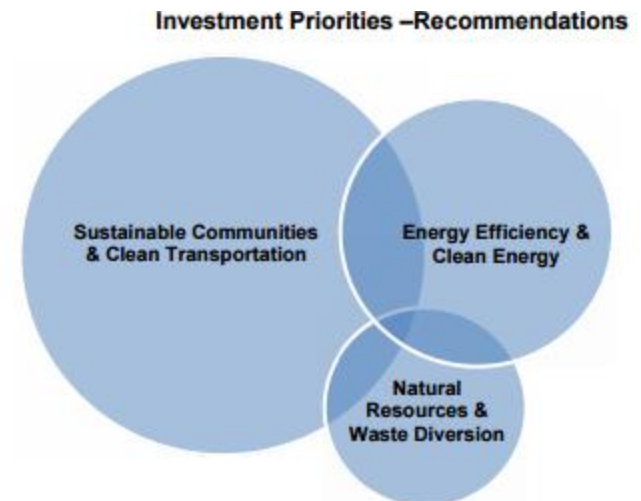 Investment Priorities –Recommendations
Sustainable Communities
& Clean Transportation
Energy Efficiency &
Clean Energy
Natural
Resources &
Waste Diversion